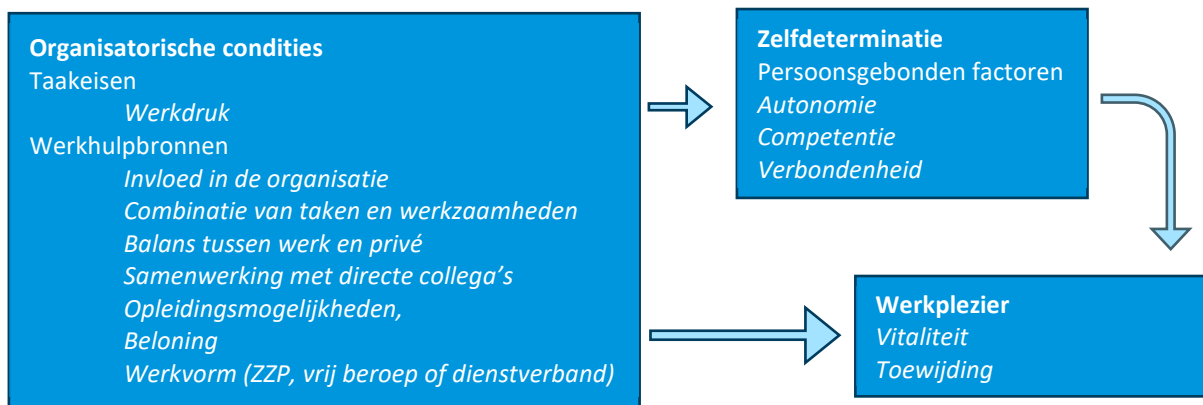 Organisatorische condities
Taakeisen
Werkdruk
Werkhulpbronnen
Invloed in de organisatie
Combinatie van taken en werkzaamheden
Balans tussen werk en privé
Samenwerking met directe collega’s
Opleidingsmogelijkheden,
Beloning
Werkvorm (ZZP, vrij beroep of dienstverband)
Zelfdeterminatie
Persoonsgebonden factoren
Autonomie
Competentie
Verbondenheid
Werkplezier
Vitaliteit
Toewijding